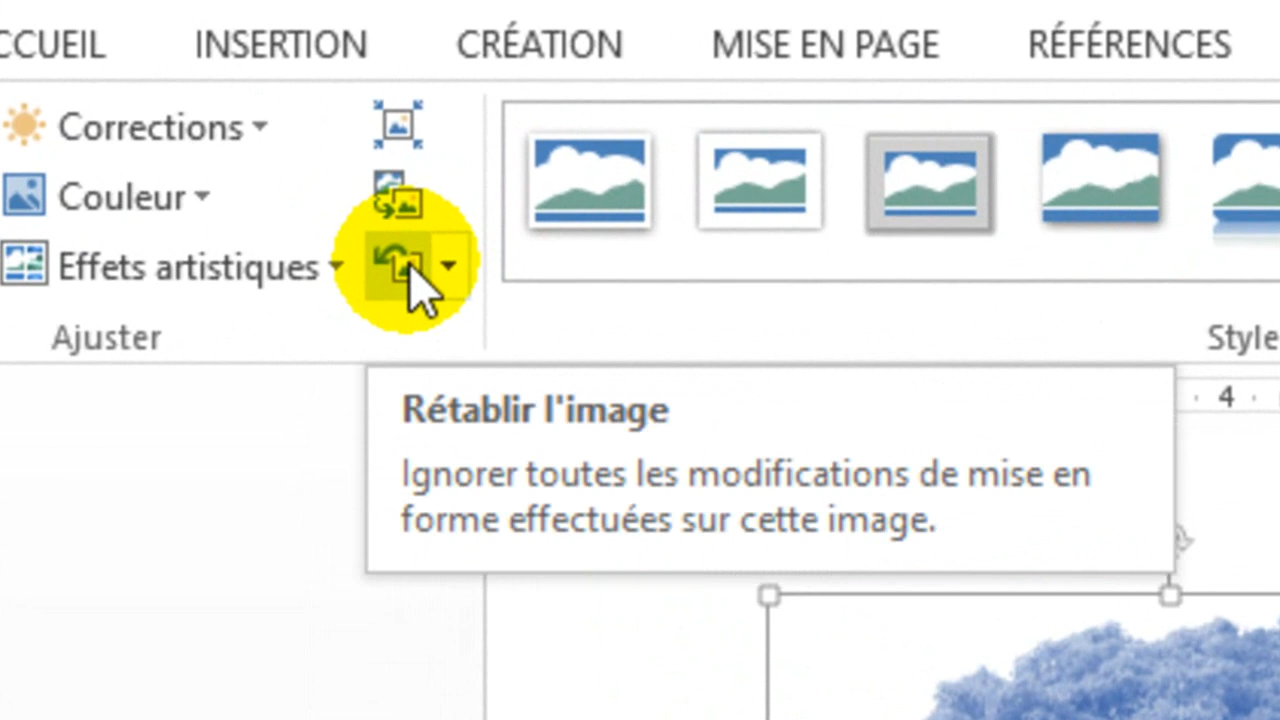 CCUEIL INSERTION CRÉATION MISE EN PAGE RÉFÉRENCES
Corrections
Couleur
Effets artistiques
Ajuster
Style
Rétablir l'image
Ignorer toutes les modifications de mise en
forme effectuées sur cette image.
4